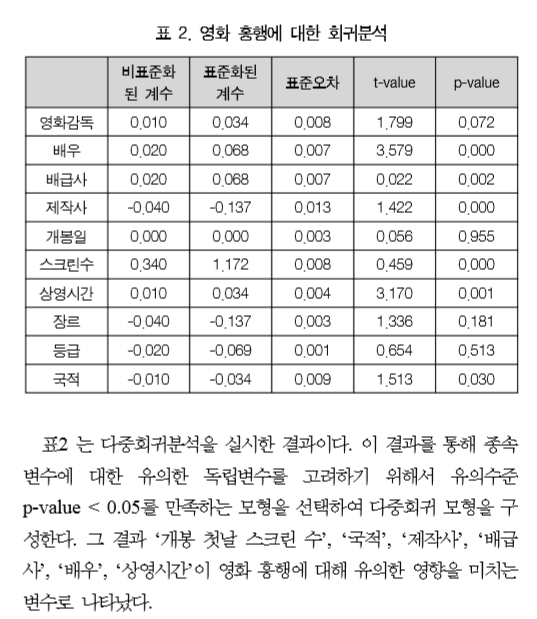 표 2. 영화 흥행에 대한 회귀분석
비표준화된 계수 표준화된 계수 표준오차 t-value p-value
영화감독 0.010 0.034 0.008 1.799 0.072
배우 0.020 0.068 0.007 3.579 0.000
배급사 0.020 0.068 0.007 0.022 0.002
제작사 -0.040 -0.137 0.013 1.422 0.000
개봉일 0.000 0.000 0.003 0.056 0.955
스크린수 0.340 1.172 0.008 0.459 0.000
상영시간 0.010 0.034 0.004 3.170 0.001
장르 -0.040 -0.137 0.003 1.336 0.181
등급 -0.020 -0.069 0.001 0.654 0.513
국적 -0.010 -0.034 0.009 1.513 0.030
표2 는 다중회귀분석을 실시한 결과이다. 이 결과를 통해 종속
변수에 대한 유의한 독립변수를 고려하기 위해서 유의수준
p-value < 0.05를 만족하는 모형을 선택하여 다중회귀 모형을 구
성한다. 그 결과 ‘개봉 첫날 스크린 수’, ‘국적’, ‘제작사’, ‘배급
사’, ‘배우’, ‘상영시간’이 영화 흥행에 대해 유의한 영향을 미치는
변수로 나타났다.